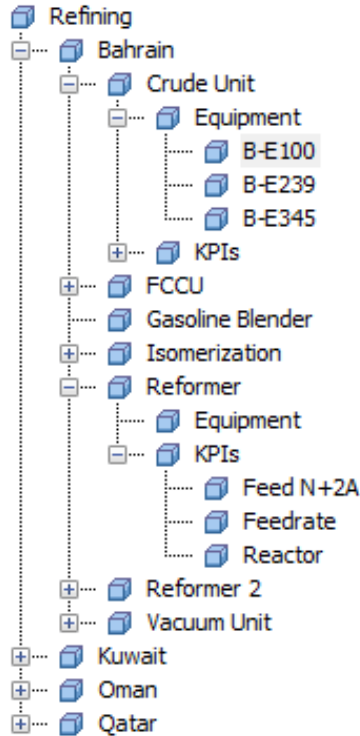 Refining
Bahrain
Crude Unit
Equipment
B-E100
B-E239
B-E345
KPIs
FCCU
Gasoline Blender
Isomerization
Reformer
Equipment
KPIs
Feed N+2A
Feedrate
Reactor
Reformer 2
Vacuum Unit
Kuwait
Oman
Qatar